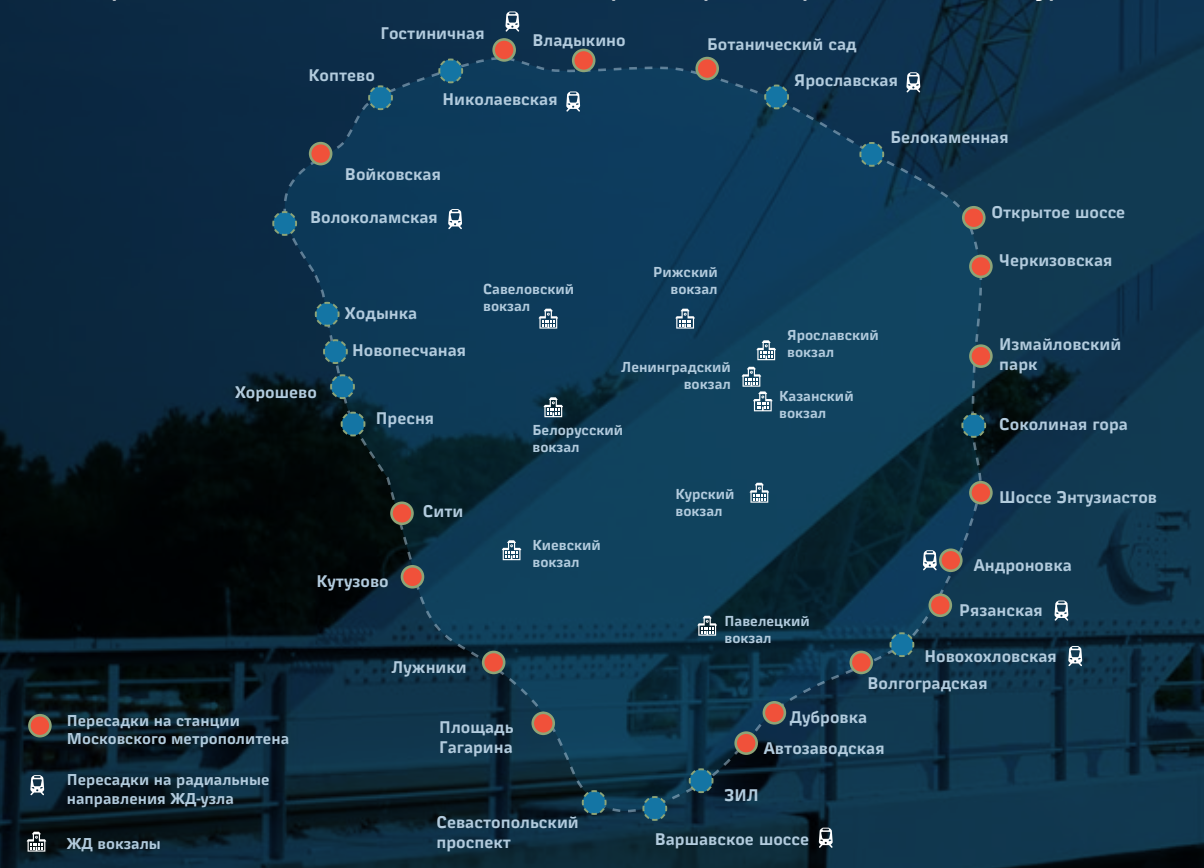 Гостиничная
Владыкино
Ботанический сад
Коптево
Николаевская
Ярославская
Белокаменная
Войковская
Волоколамская
Открытое шоссе
Черкизовская
Рижский
вокзал
Савеловский
вокзал
Ходынка
Новопесчаная
Ярославский
вокзал
Измайловский
парк
Ленинградский
вокзал
Хорошево
Казанский
вокзал
Пресня
Белорусский
вокзал
Соколиная гора
Курский
вокзал
Шоссе Энтузиастов
Сити
Киевский
вокзал
Андроновка
Кутузово
Рязанская
Павелецкий
вокзал
Новохохловская
Лужники
Волгоградская
Дубровка
Площадь
Гагарина
Автозаводская
ЗИЛ
Севастопольский
проспект
Варшавское шоссе
Пересадки на станции
Московского метрополитена
Пересадки на радиальные
направления ЖД-узла
ЖД вокзалы